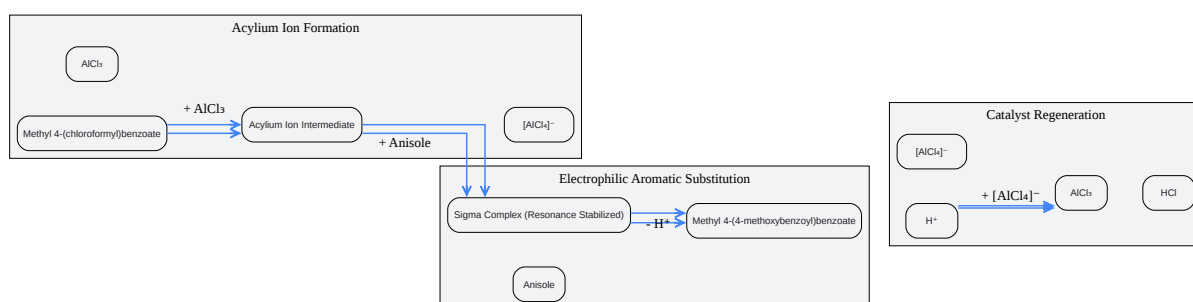 Acylium Ion Formation
AlCl₃
Methyl 4-(chloroformyl)benzoate
+ AlCl₃
Acylium Ion Intermediate
+ Anisole
[AlCl₄]⁻
Electrophilic Aromatic Substitution
Sigma Complex (Resonance Stabilized)
- H⁺
Methyl 4-(4-methoxybenzoyl)benzoate
Anisole
Catalyst Regeneration
[AlCl₄]⁻
H⁺
+ [AlCl₄]⁻
AlCl₃
HCl